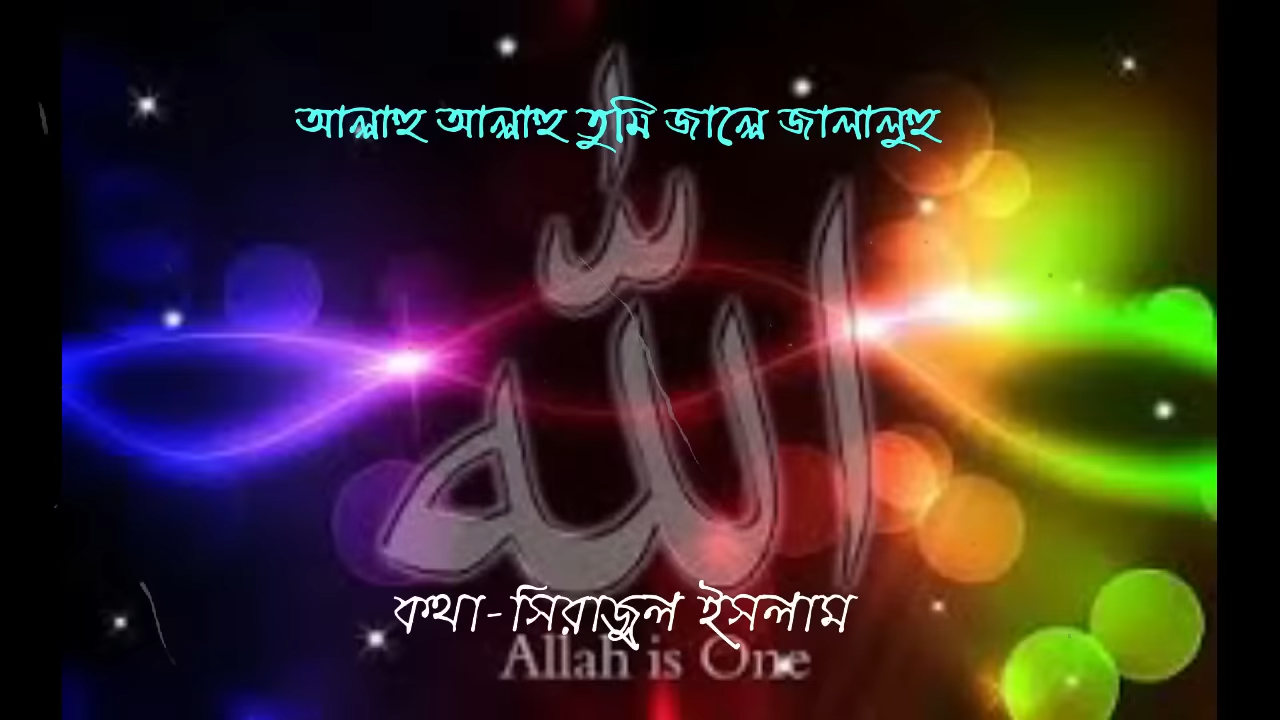 আল্লাহু আল্লাহু তুমি জাল্লে জালালুহু
الله
কথা-সিরাজুল ইসলাম
Allah is One